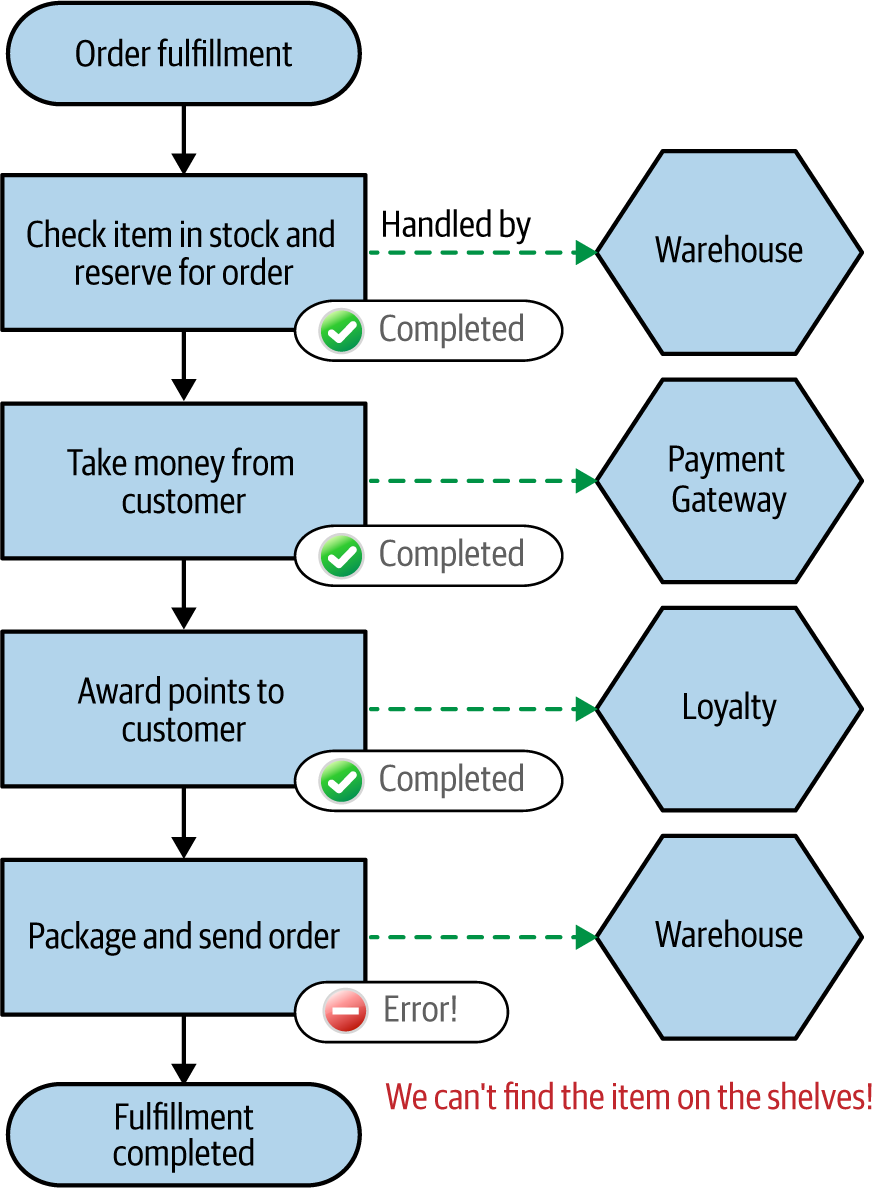 Order fulfillment
Check item in stock and
reserve for order
Handled by
Warehouse
Completed
Take money from
customer
Payment
Gateway
Completed
Award points to
customer
Loyalty
Completed
Package and send order
Warehouse
Error!
We can't find the item on the shelves!
Fulfillment
completed